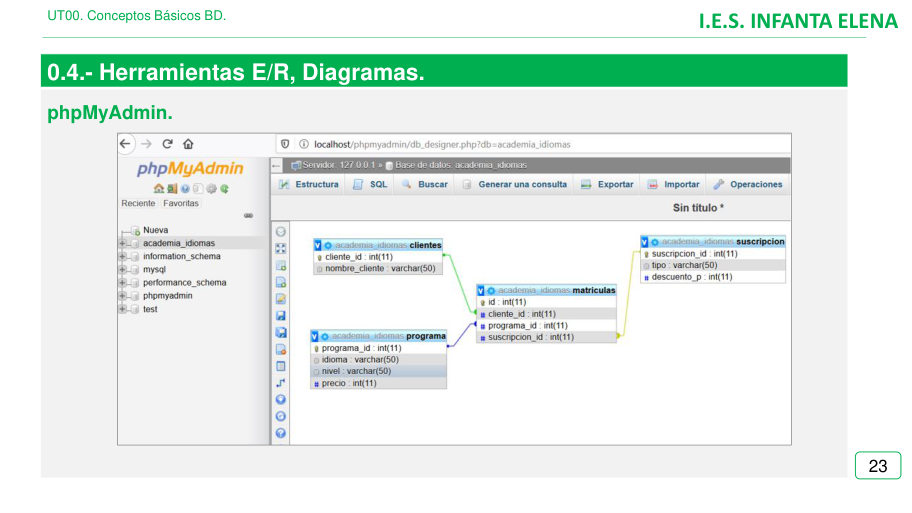 UT00. Conceptos Básicos BD.
I.E.S. INFANTA ELENA
0.4.- Herramientas E/R, Diagramas.
phpMyAdmin.
localhost/phpmyadmin/db_designer.php?db=academia_idiomas
phpMyAdmin
Servidor: 127.0.0.1 » Base de datos: academia_idiomas
Estructura SQL Buscar Generar una consulta Exportar Importar Operaciones
Reciente Favoritas
Sin título *
Nueva
academia_idiomas
information_schema
mysql
performance_schema
phpmyadmin
test
academia_idiomas clientes
cliente_id : int(11)
nombre_cliente : varchar(50)
academia_idiomas suscripcion
suscripcion_id : int(11)
tipo : varchar(50)
descuento_p : int(11)
academia_idiomas matriculas
id : int(11)
cliente_id : int(11)
programa_id : int(11)
suscripcion_id : int(11)
academia_idiomas programa
programa_id : int(11)
idioma : varchar(50)
nivel : varchar(50)
precio : int(11)
23